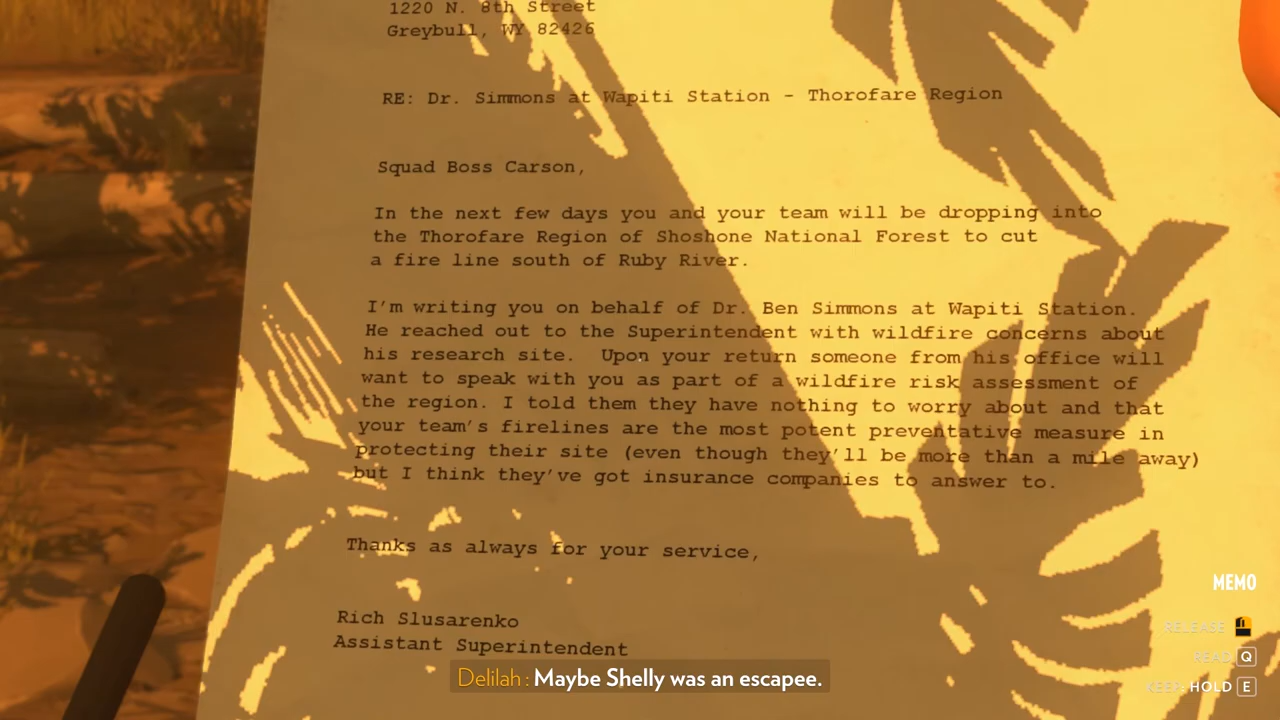 1220 N. 8th Street
Greybull, WY 82426
RE: Dr. Simmons at Wapiti Station - Thorofare Region
Squad Boss Carson,
In the next few days you and your team will be dropping into
the Thorofare Region of Shoshone National Forest to cut
a fire line south of Ruby River.
I'm writing you on behalf of Dr. Ben Simmons at Wapiti Station.
He reached out to the Superintendent with wildfire concerns about
his research site.  Upon your return someone from his office will
want to speak with you as part of a wildfire risk assessment of
the region. I told them they have nothing to worry about and that
your team's firelines are the most potent preventative measure in
protecting their site (even though they'll be more than a mile away)
but I think they've got insurance companies to answer to.
Thanks as always for your service,
Rich Slusarenko
Assistant Superintendent
Delilah : Maybe Shelly was an escapee.
MEMO
RELEASE
READ Q
KEEP: HOLD E